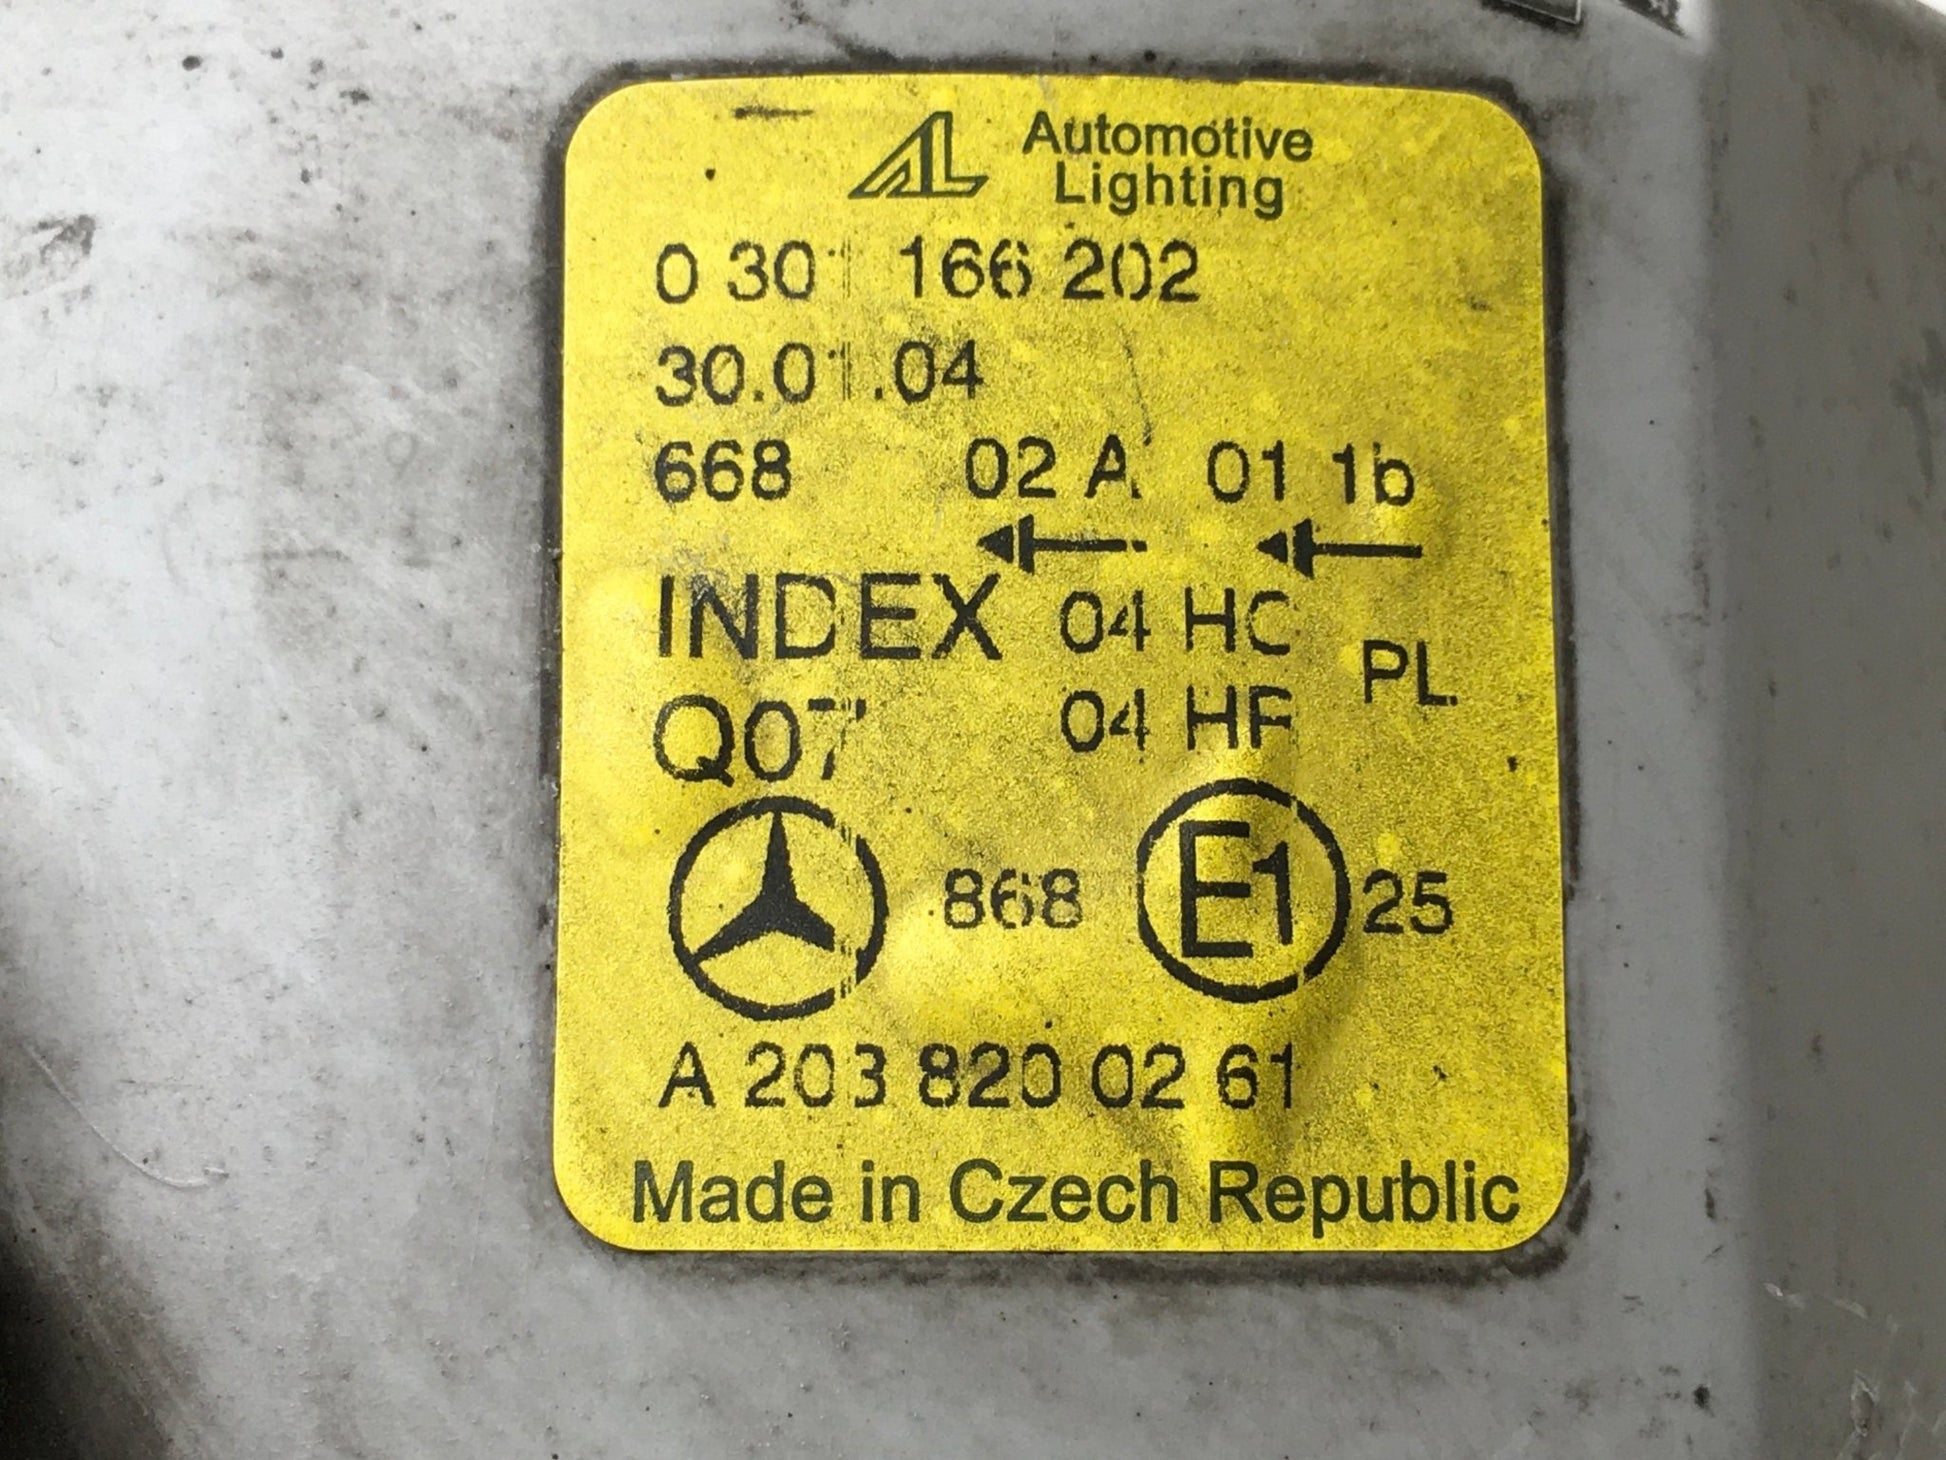 AL Automotive
Lighting
0 301 166 202
30.01.04
668 02 A 01 1b
INDEX 04 HC
PL
Q07 04 HR
868 E1 25
A 203 820 02 61
Made in Czech Republic